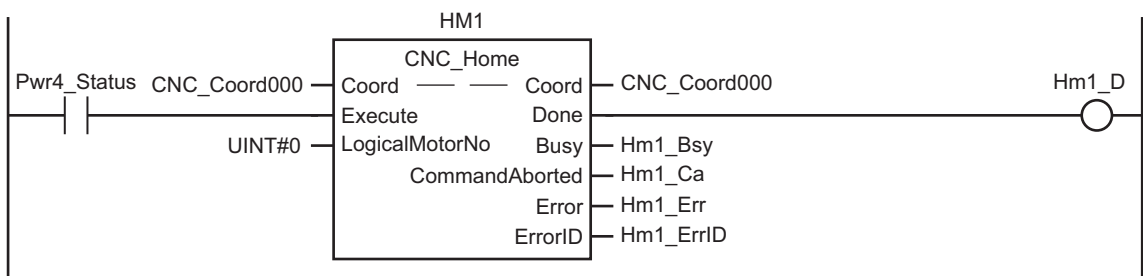 HM1
CNC_Home
Pwr4_Status CNC_Coord000 Coord Coord CNC_Coord000 Hm1_D
Execute Done
UINT#0 LogicalMotorNo Busy Hm1_Bsy
CommandAborted Hm1_Ca
Error Hm1_Err
ErrorID Hm1_ErrID